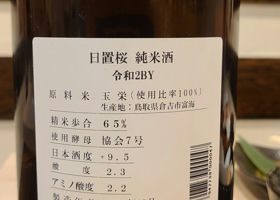 日置桜 純米酒
令和2BY
原料米 玉栄(使用比率100%)
生産地:鳥取県倉吉市富海
精米歩合 65%
使用酵母 協会7号
日本酒度 +9.5
酸度 2.3
アミノ酸度 2.2